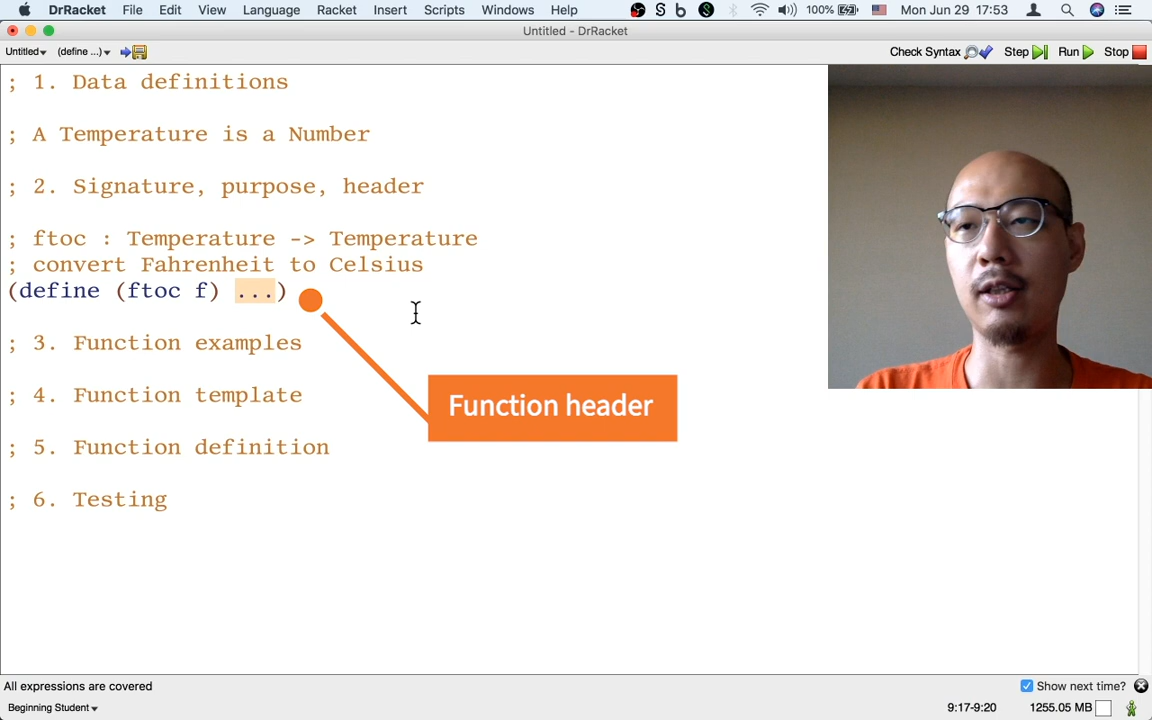 DrRacket File Edit View Language Racket Insert Scripts Windows Help 100% Mon Jun 29 17:53
Untitled - DrRacket
Untitled (define ...) Check Syntax Step Run Stop
; 1. Data definitions
; A Temperature is a Number
; 2. Signature, purpose, header
; ftoc : Temperature -> Temperature
; convert Fahrenheit to Celsius
(define (ftoc f) ...)
; 3. Function examples
; 4. Function template
Function header
; 5. Function definition
; 6. Testing
All expressions are covered Show next time?
Beginning Student 9:17-9:20 1255.05 MB